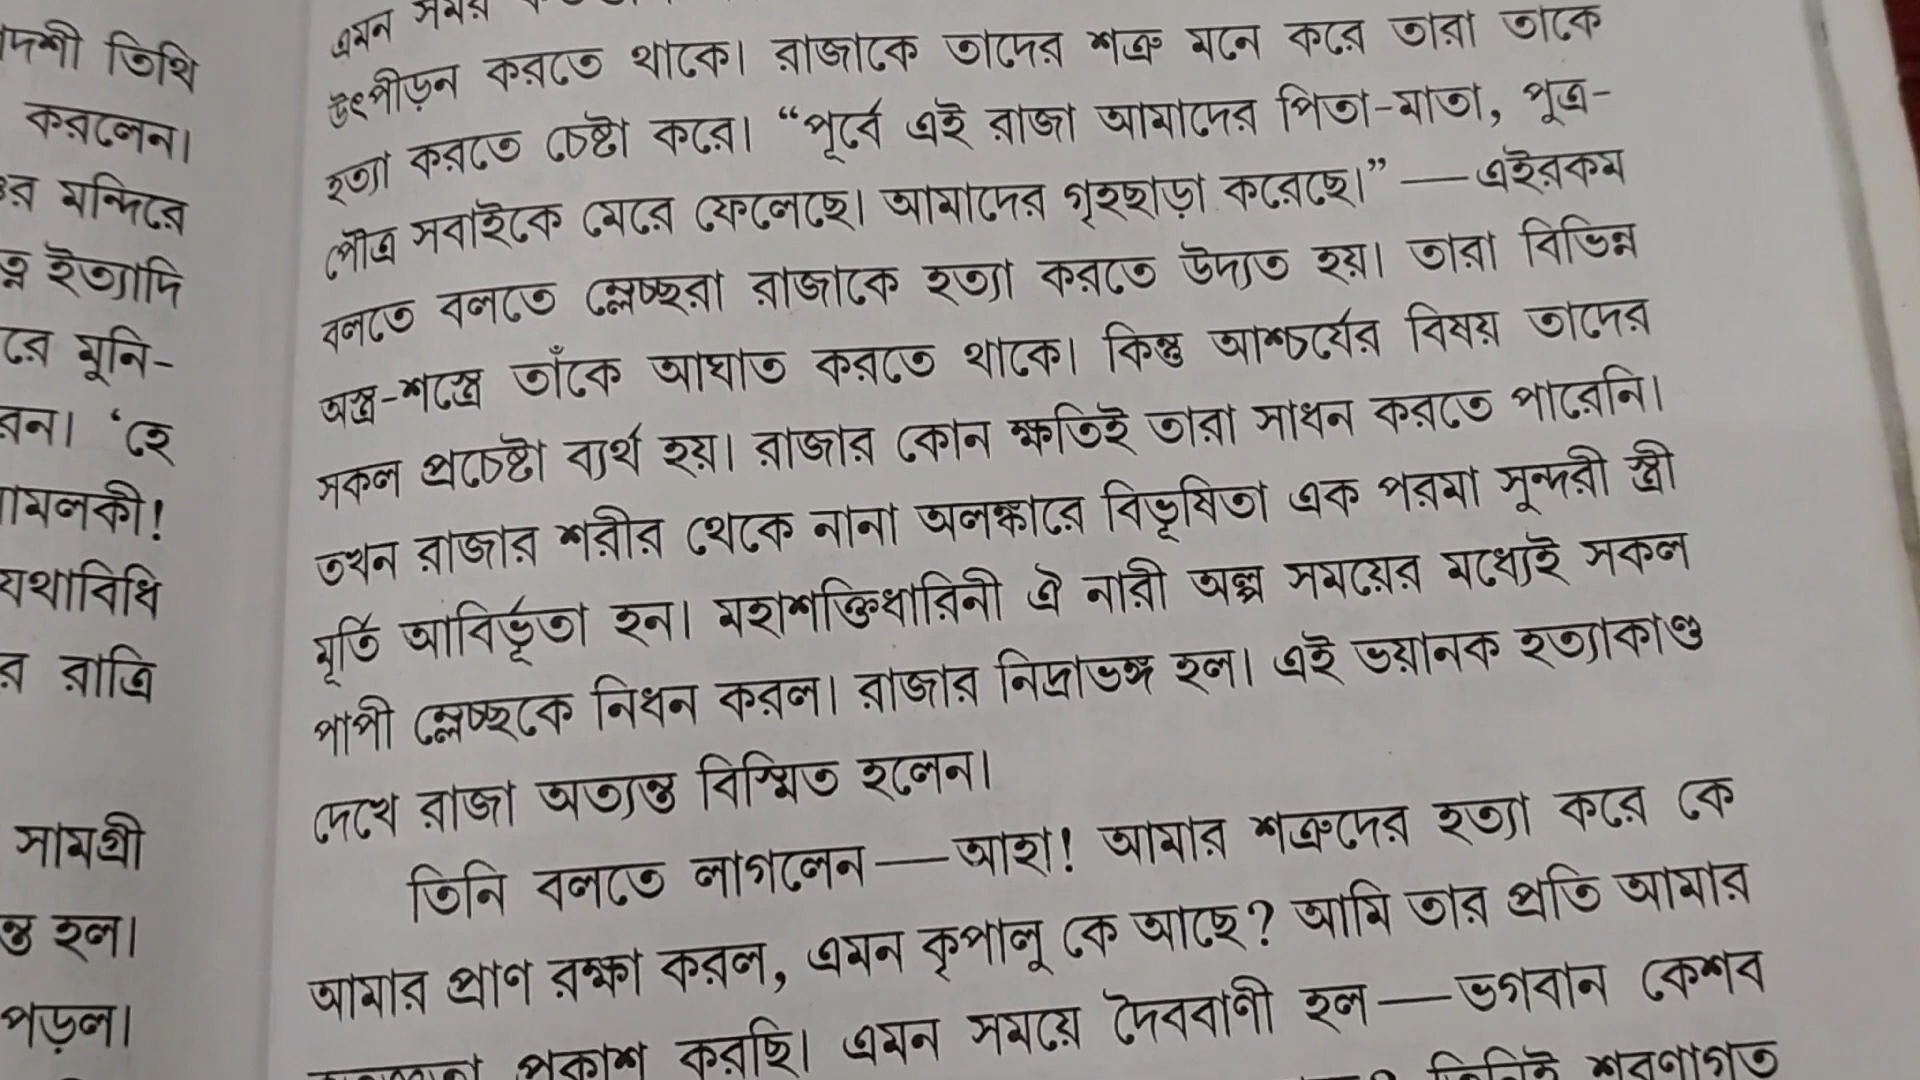 দশী তিথি
করলেন।
র মন্দিরে
ত্ন ইত্যাদি
রে মুনি-
রন। ‘হে
ামলকী!
যথাবিধি
র রাত্রি
সামগ্রী
ন্ত হল।
পড়ল।
এমন সময়
উৎপীড়ন করতে থাকে। রাজাকে তাদের শত্রু মনে করে তারা তাকে
হত্যা করতে চেষ্টা করে। “পূর্বে এই রাজা আমাদের পিতা-মাতা, পুত্র-
পৌত্র সবাইকে মেরে ফেলেছে। আমাদের গৃহছাড়া করেছে।” —এইরকম
বলতে বলতে ম্লেচ্ছরা রাজাকে হত্যা করতে উদ্যত হয়। তারা বিভিন্ন
অস্ত্র-শস্ত্রে তাঁকে আঘাত করতে থাকে। কিন্তু আশ্চর্যের বিষয় তাদের
সকল প্রচেষ্টা ব্যর্থ হয়। রাজার কোন ক্ষতিই তারা সাধন করতে পারেনি।
তখন রাজার শরীর থেকে নানা অলঙ্কারে বিভূষিতা এক পরমা সুন্দরী স্ত্রী
মূর্তি আবির্ভূতা হন। মহাশক্তিধারিনী ঐ নারী অল্প সময়ের মধ্যেই সকল
পাপী ম্লেচ্ছকে নিধন করল। রাজার নিদ্রাভঙ্গ হল। এই ভয়ানক হত্যাকাণ্ড
দেখে রাজা অত্যন্ত বিস্মিত হলেন।
তিনি বলতে লাগলেন—আহা! আমার শত্রুদের হত্যা করে কে
আমার প্রাণ রক্ষা করল, এমন কৃপালু কে আছে? আমি তার প্রতি আমার
প্রকাশ করছি। এমন সময়ে দৈববাণী হল—ভগবান কেশব
তিনিই শরণাগত